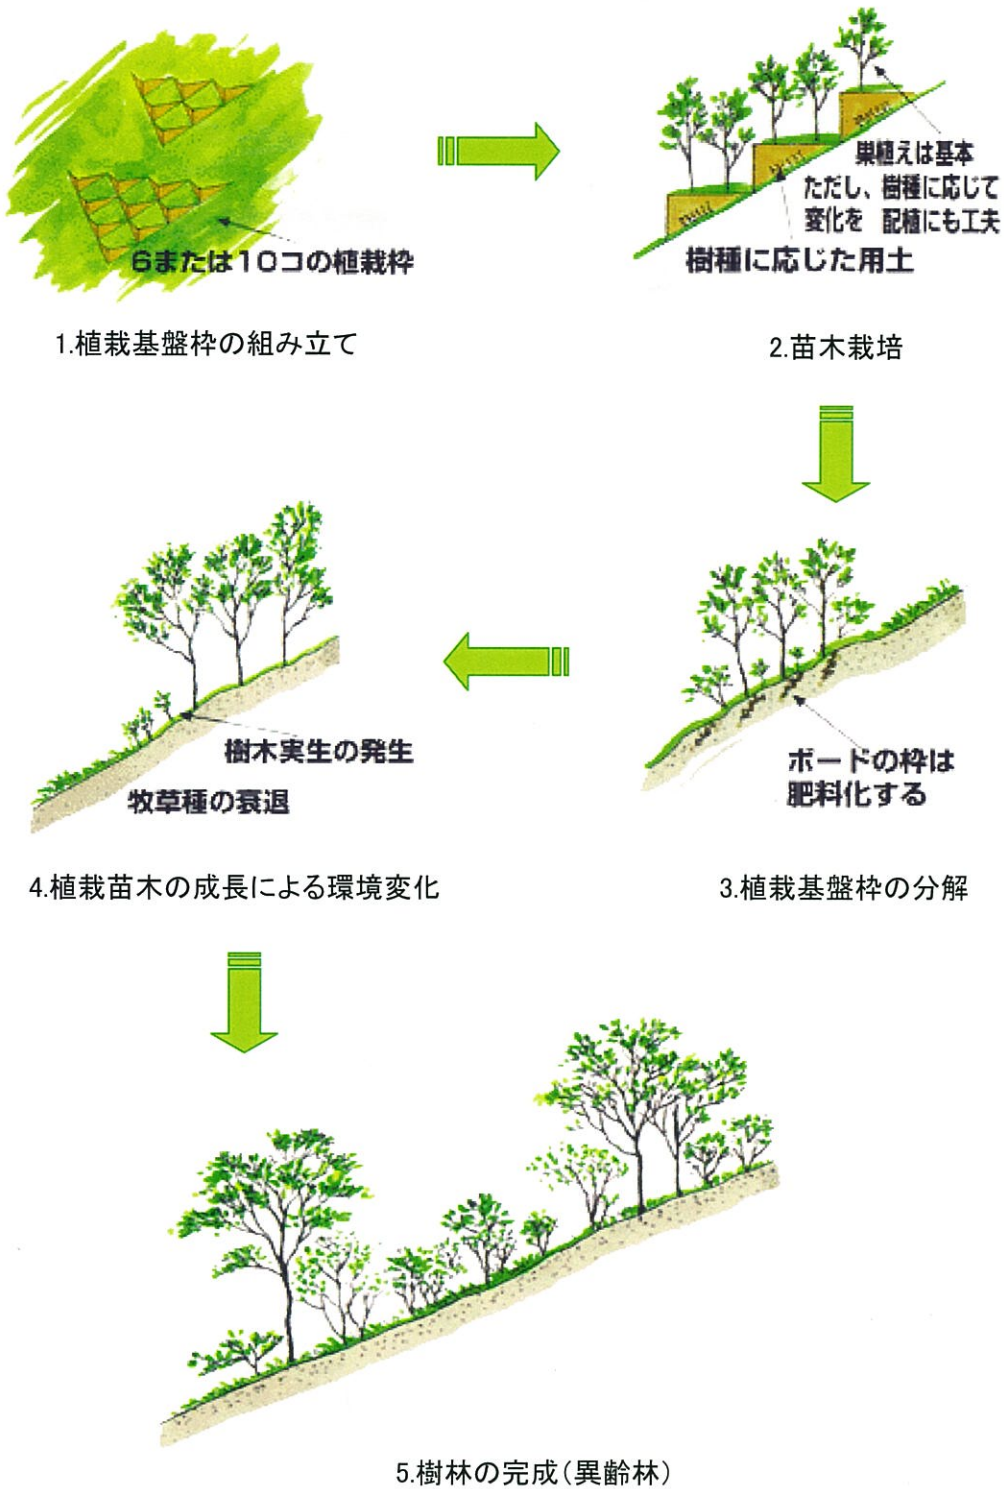 6または10コの植栽枠
1.植栽基盤枠の組み立て
巣植えは基本
ただし、樹種に応じて
変化を 配植にも工夫
樹種に応じた用土
2.苗木栽培
ボードの枠は
肥料化する
3.植栽基盤枠の分解
樹木実生の発生
牧草種の衰退
4.植栽苗木の成長による環境変化
5.樹林の完成(異齢林)